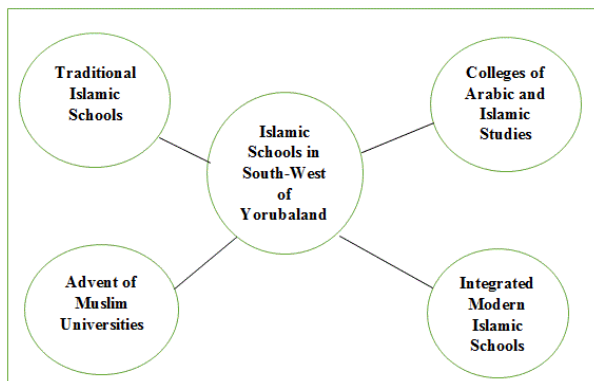 Traditional
Islamic
Schools
Colleges of
Arabic and
Islamic
Studies
Islamic
Schools in
South-West
of
Yorubaland
Advent of
Muslim
Universities
Integrated
Modern
Islamic
Schools